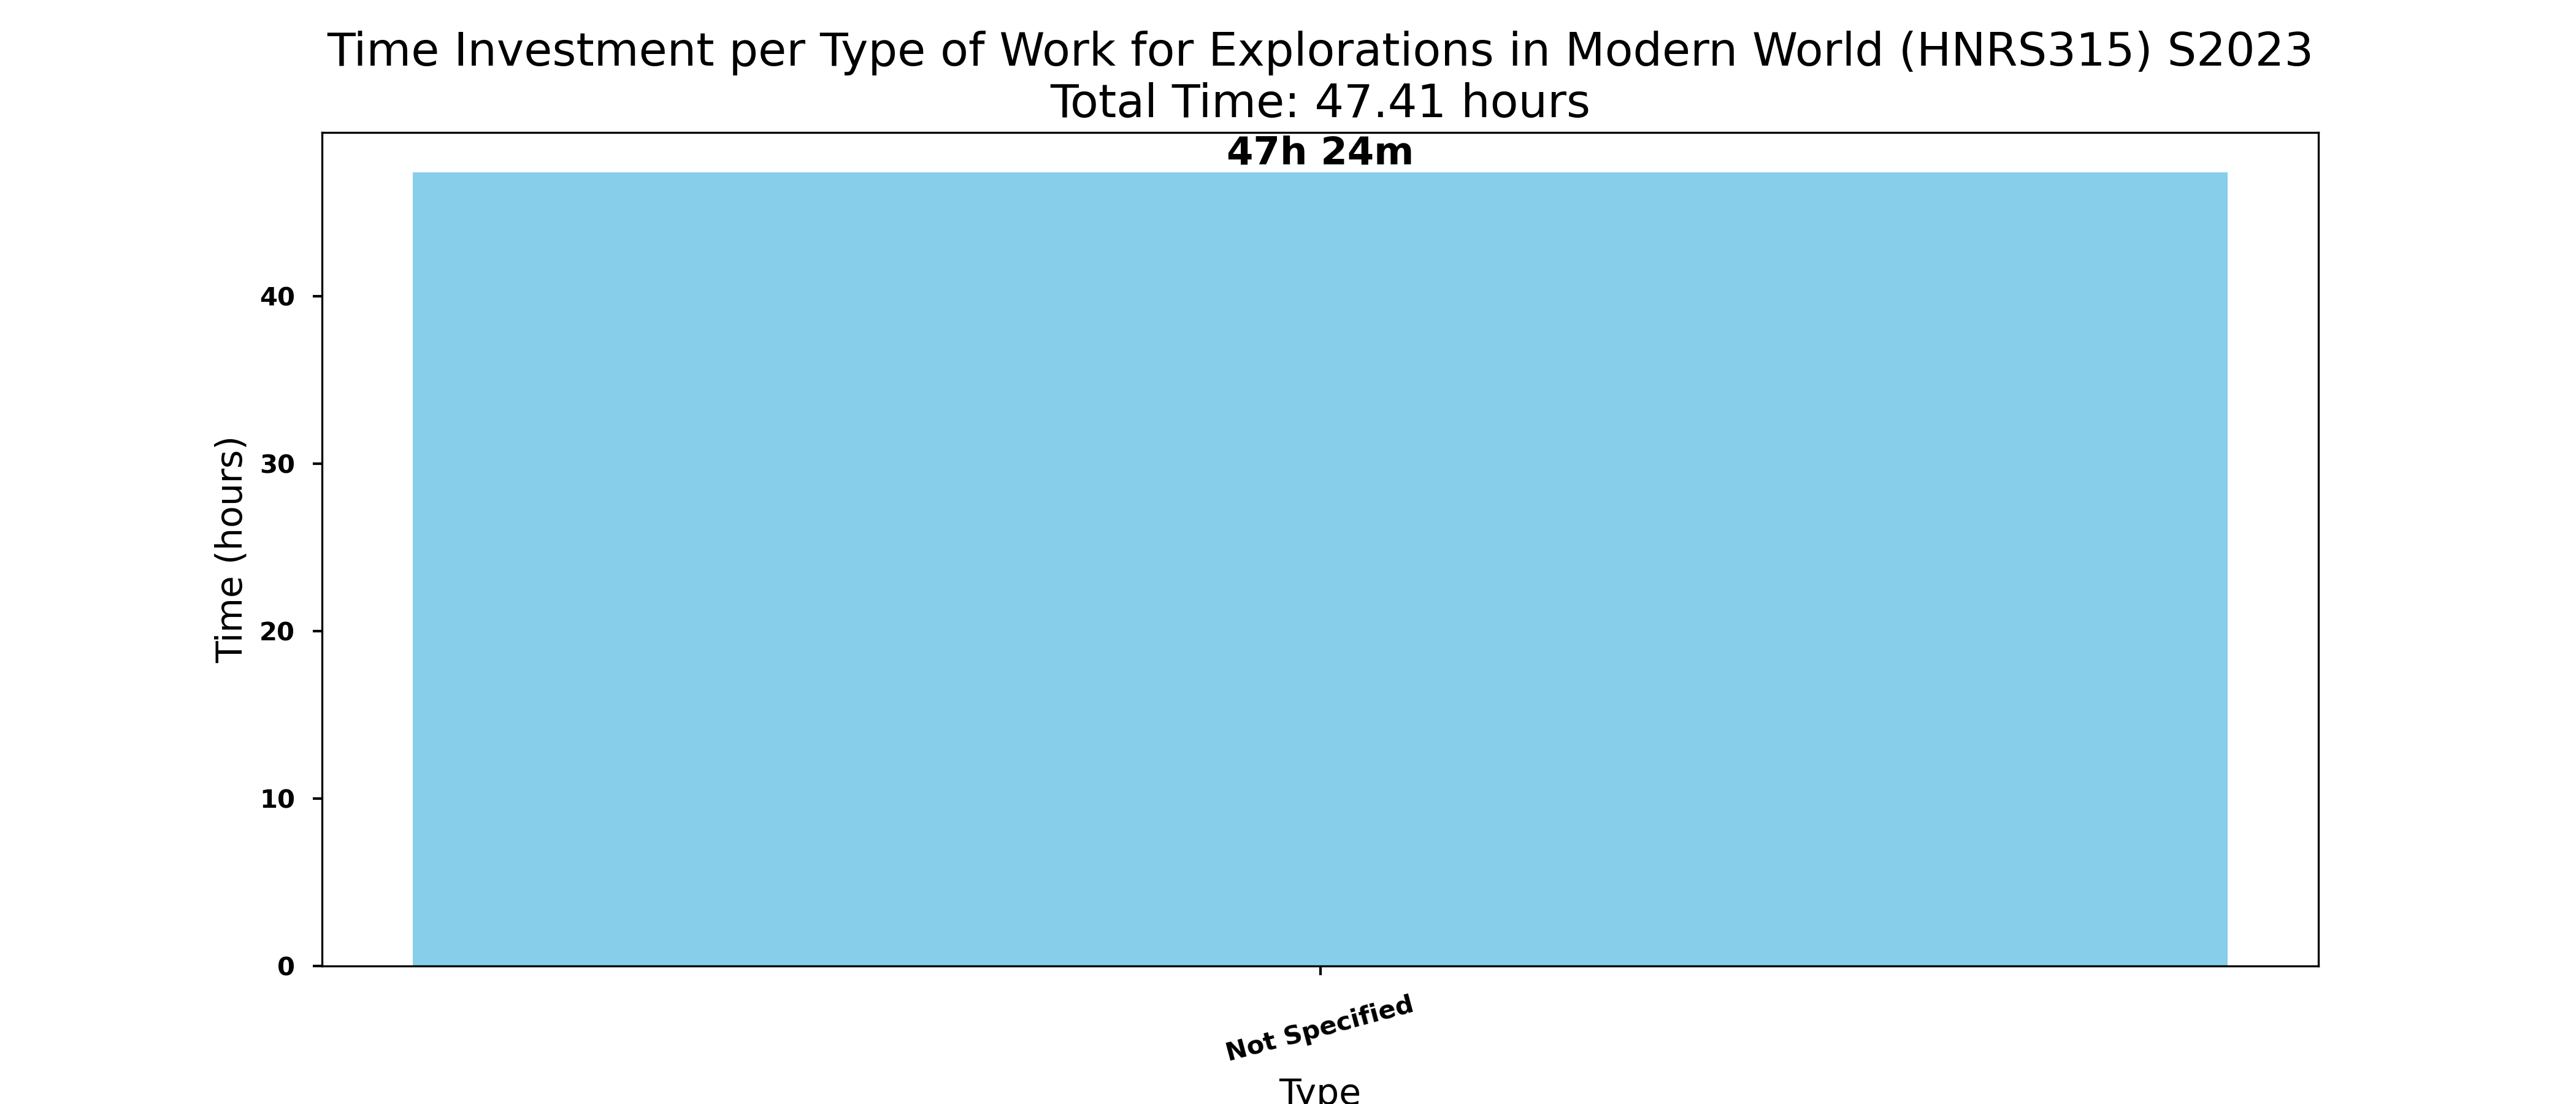 Time Investment per Type of Work for Explorations in Modern World (HNRS315) S2023
Total Time: 47.41 hours
47h 24m
Time (hours)
40
30
20
10
0
Not Specified
Type